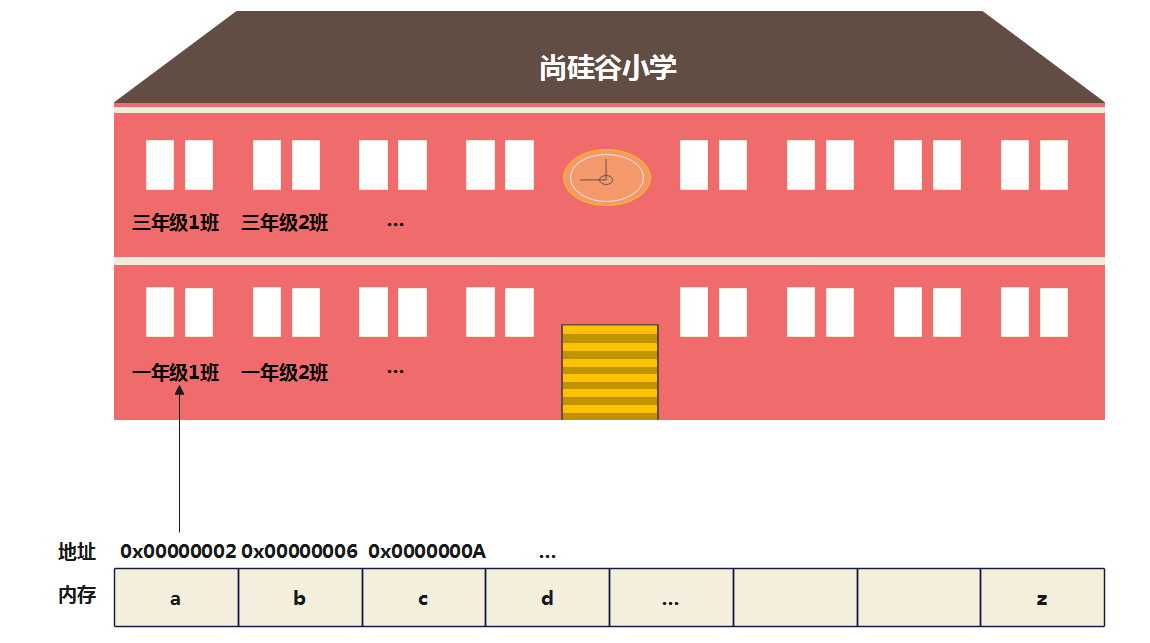 尚硅谷小学
三年级1班 三年级2班 ...
一年级1班 一年级2班 ...
地址 0x00000002 0x00000006 0x0000000A ...
内存 a b c d ... z